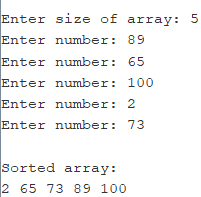 Enter size of array: 5
Enter number: 89
Enter number: 65
Enter number: 100
Enter number: 2
Enter number: 73
Sorted array:
2 65 73 89 100